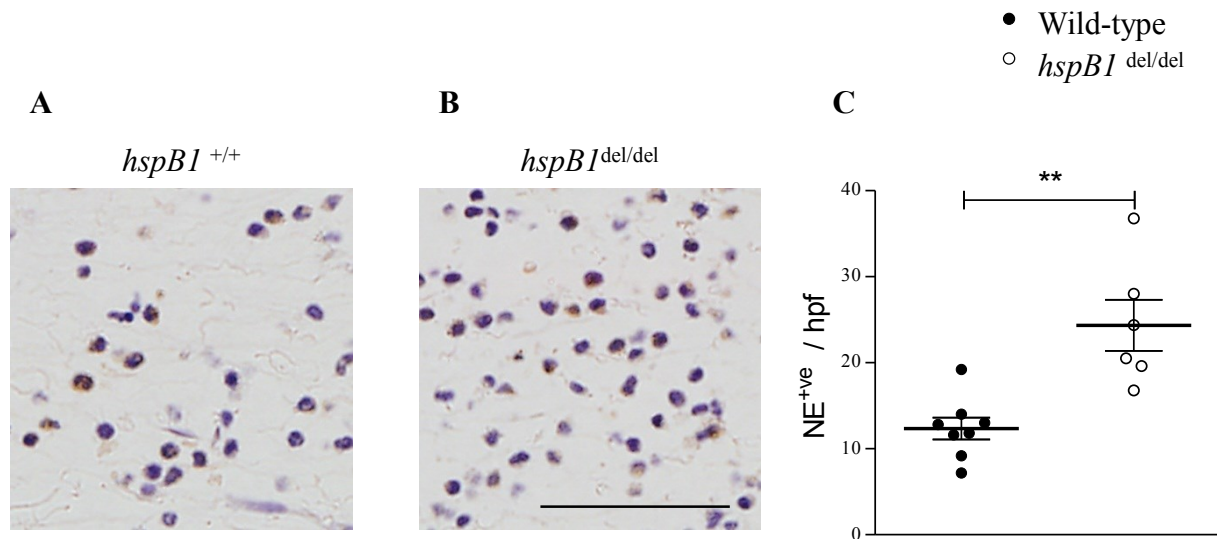 ● Wild-type
○ hspB1 del/del
A
B
C
hspB1 +/+
hspB1del/del
**
NE+ve / hpf
40
30
20
10
0